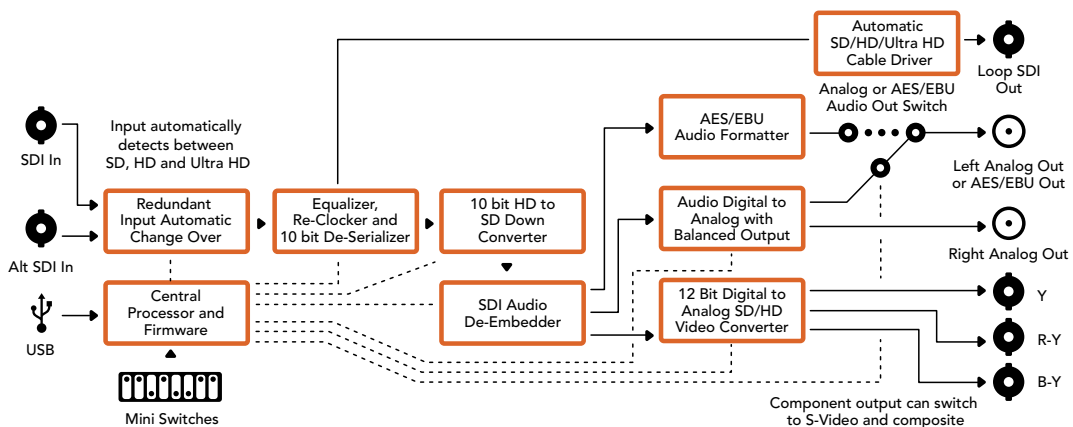 Automatic
SD/HD/Ultra HD
Cable Driver
Loop SDI
Out
Analog or AES/EBU
Audio Out Switch
SDI In
Input automatically
detects between
SD, HD and Ultra HD
AES/EBU
Audio Formatter
Left Analog Out
or AES/EBU Out
Alt SDI In
Redundant
Input Automatic
Change Over
Equalizer,
Re-Clocker and
10 bit De-Serializer
10 bit HD to
SD Down
Converter
Audio Digital to
Analog with
Balanced Output
Right Analog Out
USB
Central
Processor and
Firmware
SDI Audio
De-Embedder
12 Bit Digital to
Analog SD/HD
Video Converter
Y
R-Y
B-Y
Mini Switches
Component output can switch
to S-Video and composite